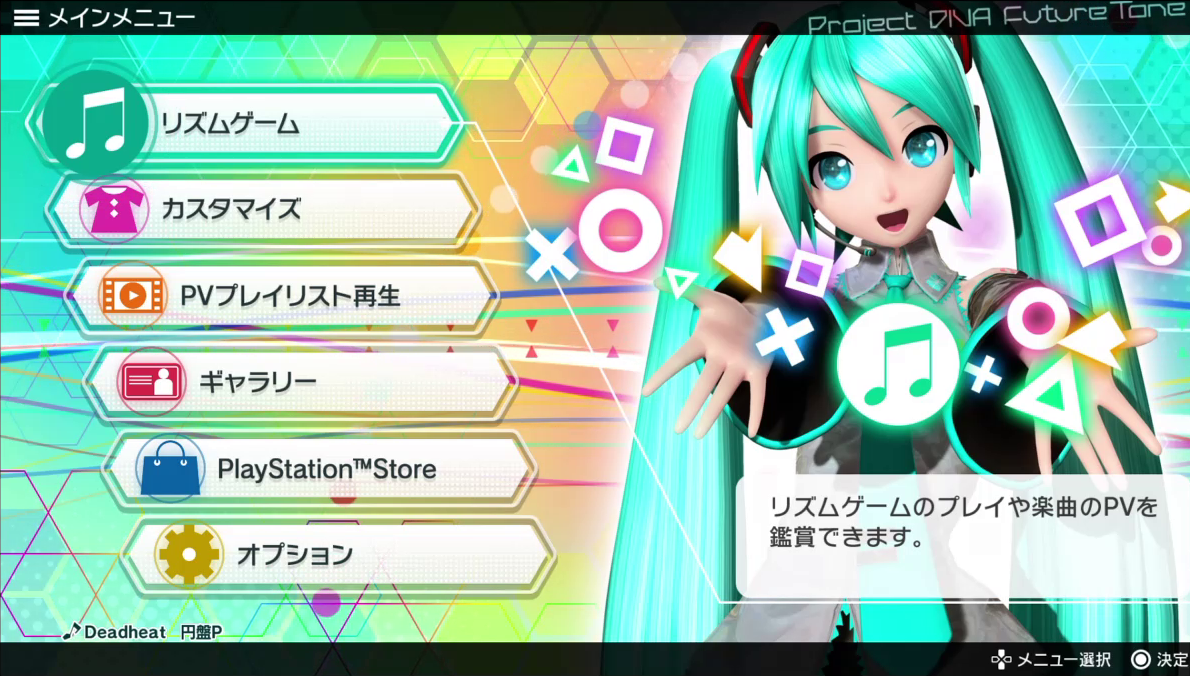 メインメニュー
Project DIVA FutureTone
リズムゲーム
カスタマイズ
PVプレイリスト再生
ギャラリー
PlayStation™Store
オプション
リズムゲームのプレイや楽曲のPVを
鑑賞できます。
Deadheat 円盤P
メニュー選択 決定